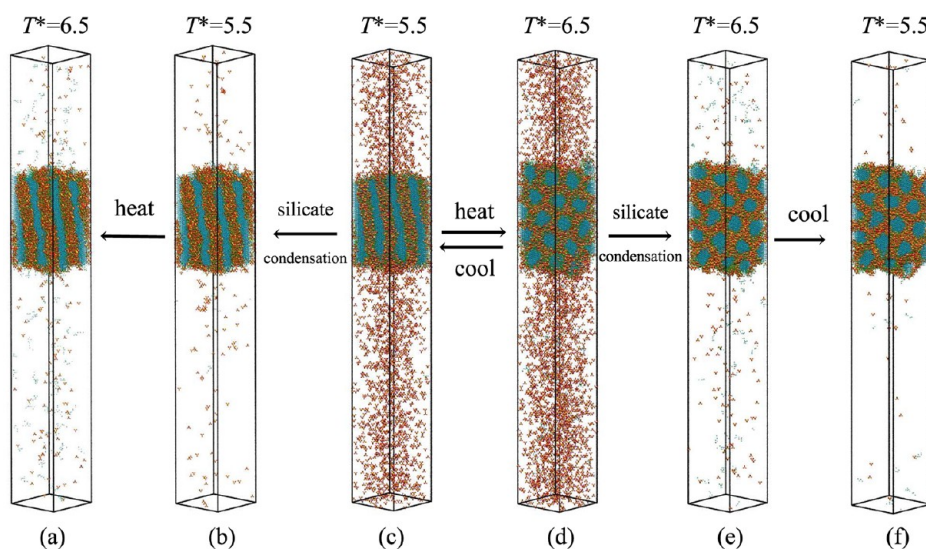 T*=6.5
T*=5.5
T*=5.5
T*=6.5
T*=6.5
T*=5.5
heat
silicate
condensation
heat
cool
silicate
condensation
cool
(a)
(b)
(c)
(d)
(e)
(f)